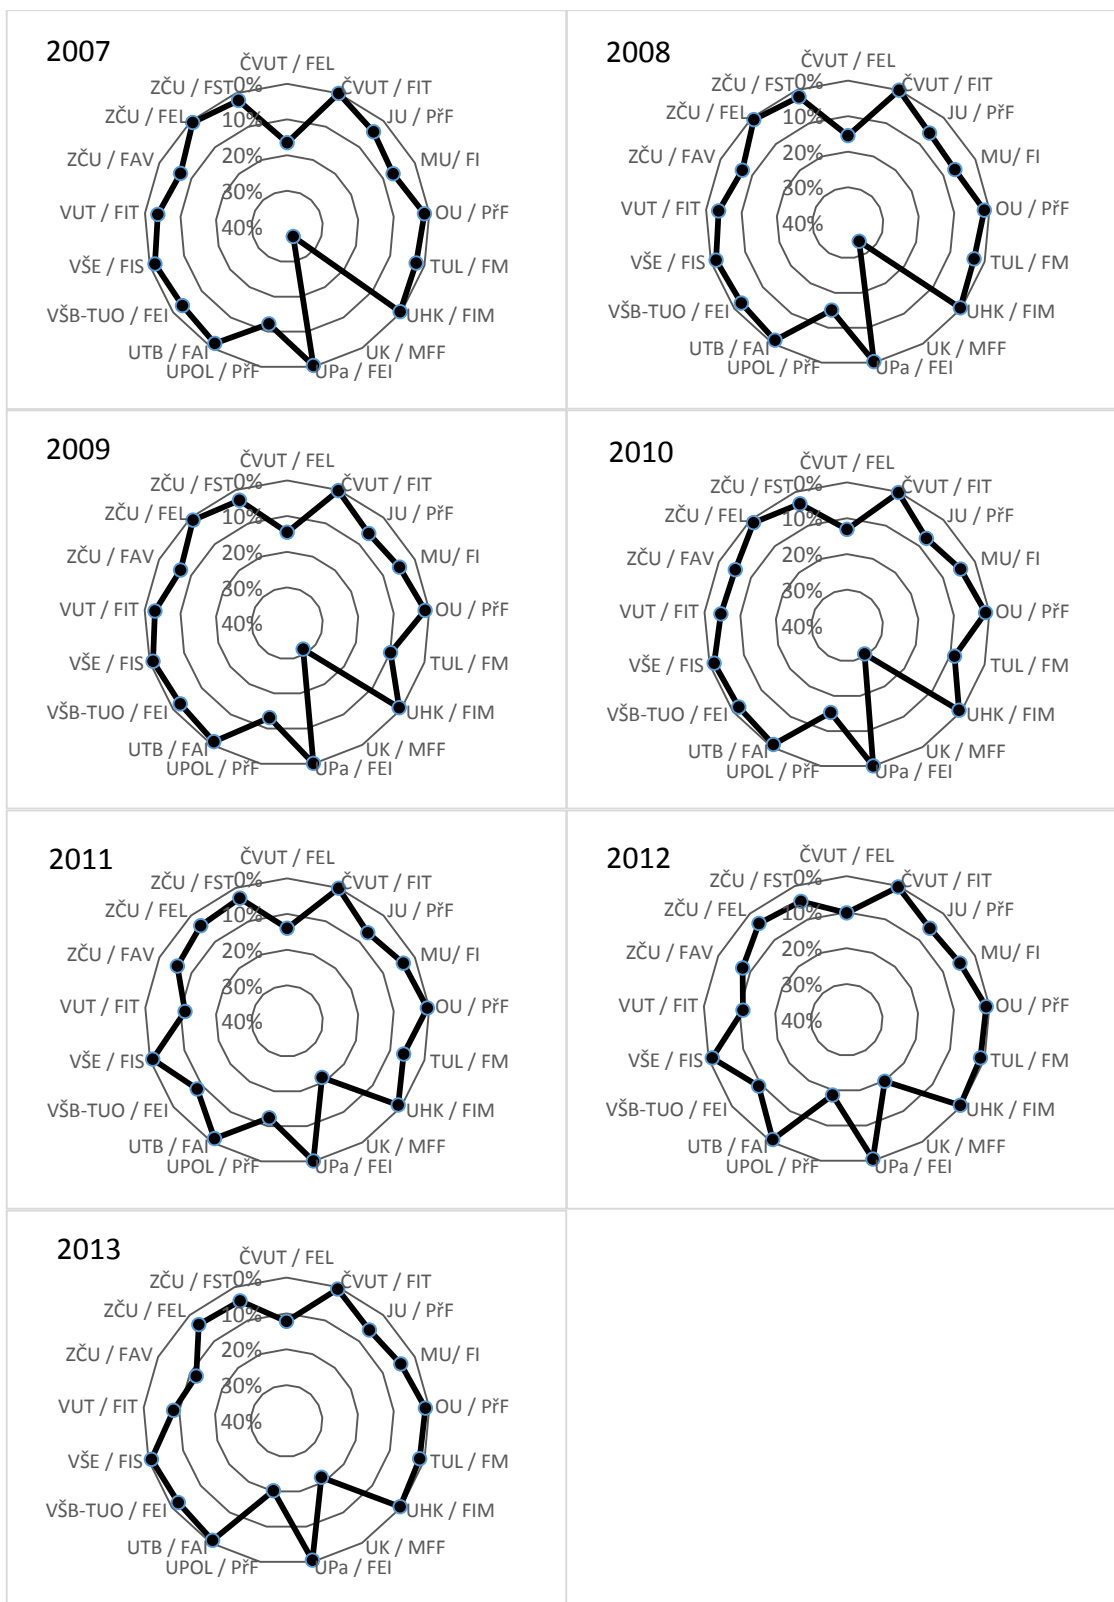 2007
ČVUT / FEL
ČVUT / FIT
JU / PřF
MU/ FI
OU / PřF
TUL / FM
UHK / FIM
UK / MFF
UPa / FEI
UPOL / PřF
UTB / FAI
VŠB-TUO / FEI
VŠE / FIS
VUT / FIT
ZČU / FAV
ZČU / FEL
ZČU / FST
0%
10%
20%
30%
40%
2008
ČVUT / FEL
ČVUT / FIT
JU / PřF
MU/ FI
OU / PřF
TUL / FM
UHK / FIM
UK / MFF
UPa / FEI
UPOL / PřF
UTB / FAI
VŠB-TUO / FEI
VŠE / FIS
VUT / FIT
ZČU / FAV
ZČU / FEL
ZČU / FST
0%
10%
20%
30%
40%
2009
ČVUT / FEL
ČVUT / FIT
JU / PřF
MU/ FI
OU / PřF
TUL / FM
UHK / FIM
UK / MFF
UPa / FEI
UPOL / PřF
UTB / FAI
VŠB-TUO / FEI
VŠE / FIS
VUT / FIT
ZČU / FAV
ZČU / FEL
ZČU / FST
0%
10%
20%
30%
40%
2010
ČVUT / FEL
ČVUT / FIT
JU / PřF
MU/ FI
OU / PřF
TUL / FM
UHK / FIM
UK / MFF
UPa / FEI
UPOL / PřF
UTB / FAI
VŠB-TUO / FEI
VŠE / FIS
VUT / FIT
ZČU / FAV
ZČU / FEL
ZČU / FST
0%
10%
20%
30%
40%
2011
ČVUT / FEL
ČVUT / FIT
JU / PřF
MU/ FI
OU / PřF
TUL / FM
UHK / FIM
UK / MFF
UPa / FEI
UPOL / PřF
UTB / FAI
VŠB-TUO / FEI
VŠE / FIS
VUT / FIT
ZČU / FAV
ZČU / FEL
ZČU / FST
0%
10%
20%
30%
40%
2012
ČVUT / FEL
ČVUT / FIT
JU / PřF
MU/ FI
OU / PřF
TUL / FM
UHK / FIM
UK / MFF
UPa / FEI
UPOL / PřF
UTB / FAI
VŠB-TUO / FEI
VŠE / FIS
VUT / FIT
ZČU / FAV
ZČU / FEL
ZČU / FST
0%
10%
20%
30%
40%
2013
ČVUT / FEL
ČVUT / FIT
JU / PřF
MU/ FI
OU / PřF
TUL / FM
UHK / FIM
UK / MFF
UPa / FEI
UPOL / PřF
UTB / FAI
VŠB-TUO / FEI
VŠE / FIS
VUT / FIT
ZČU / FAV
ZČU / FEL
ZČU / FST
0%
10%
20%
30%
40%